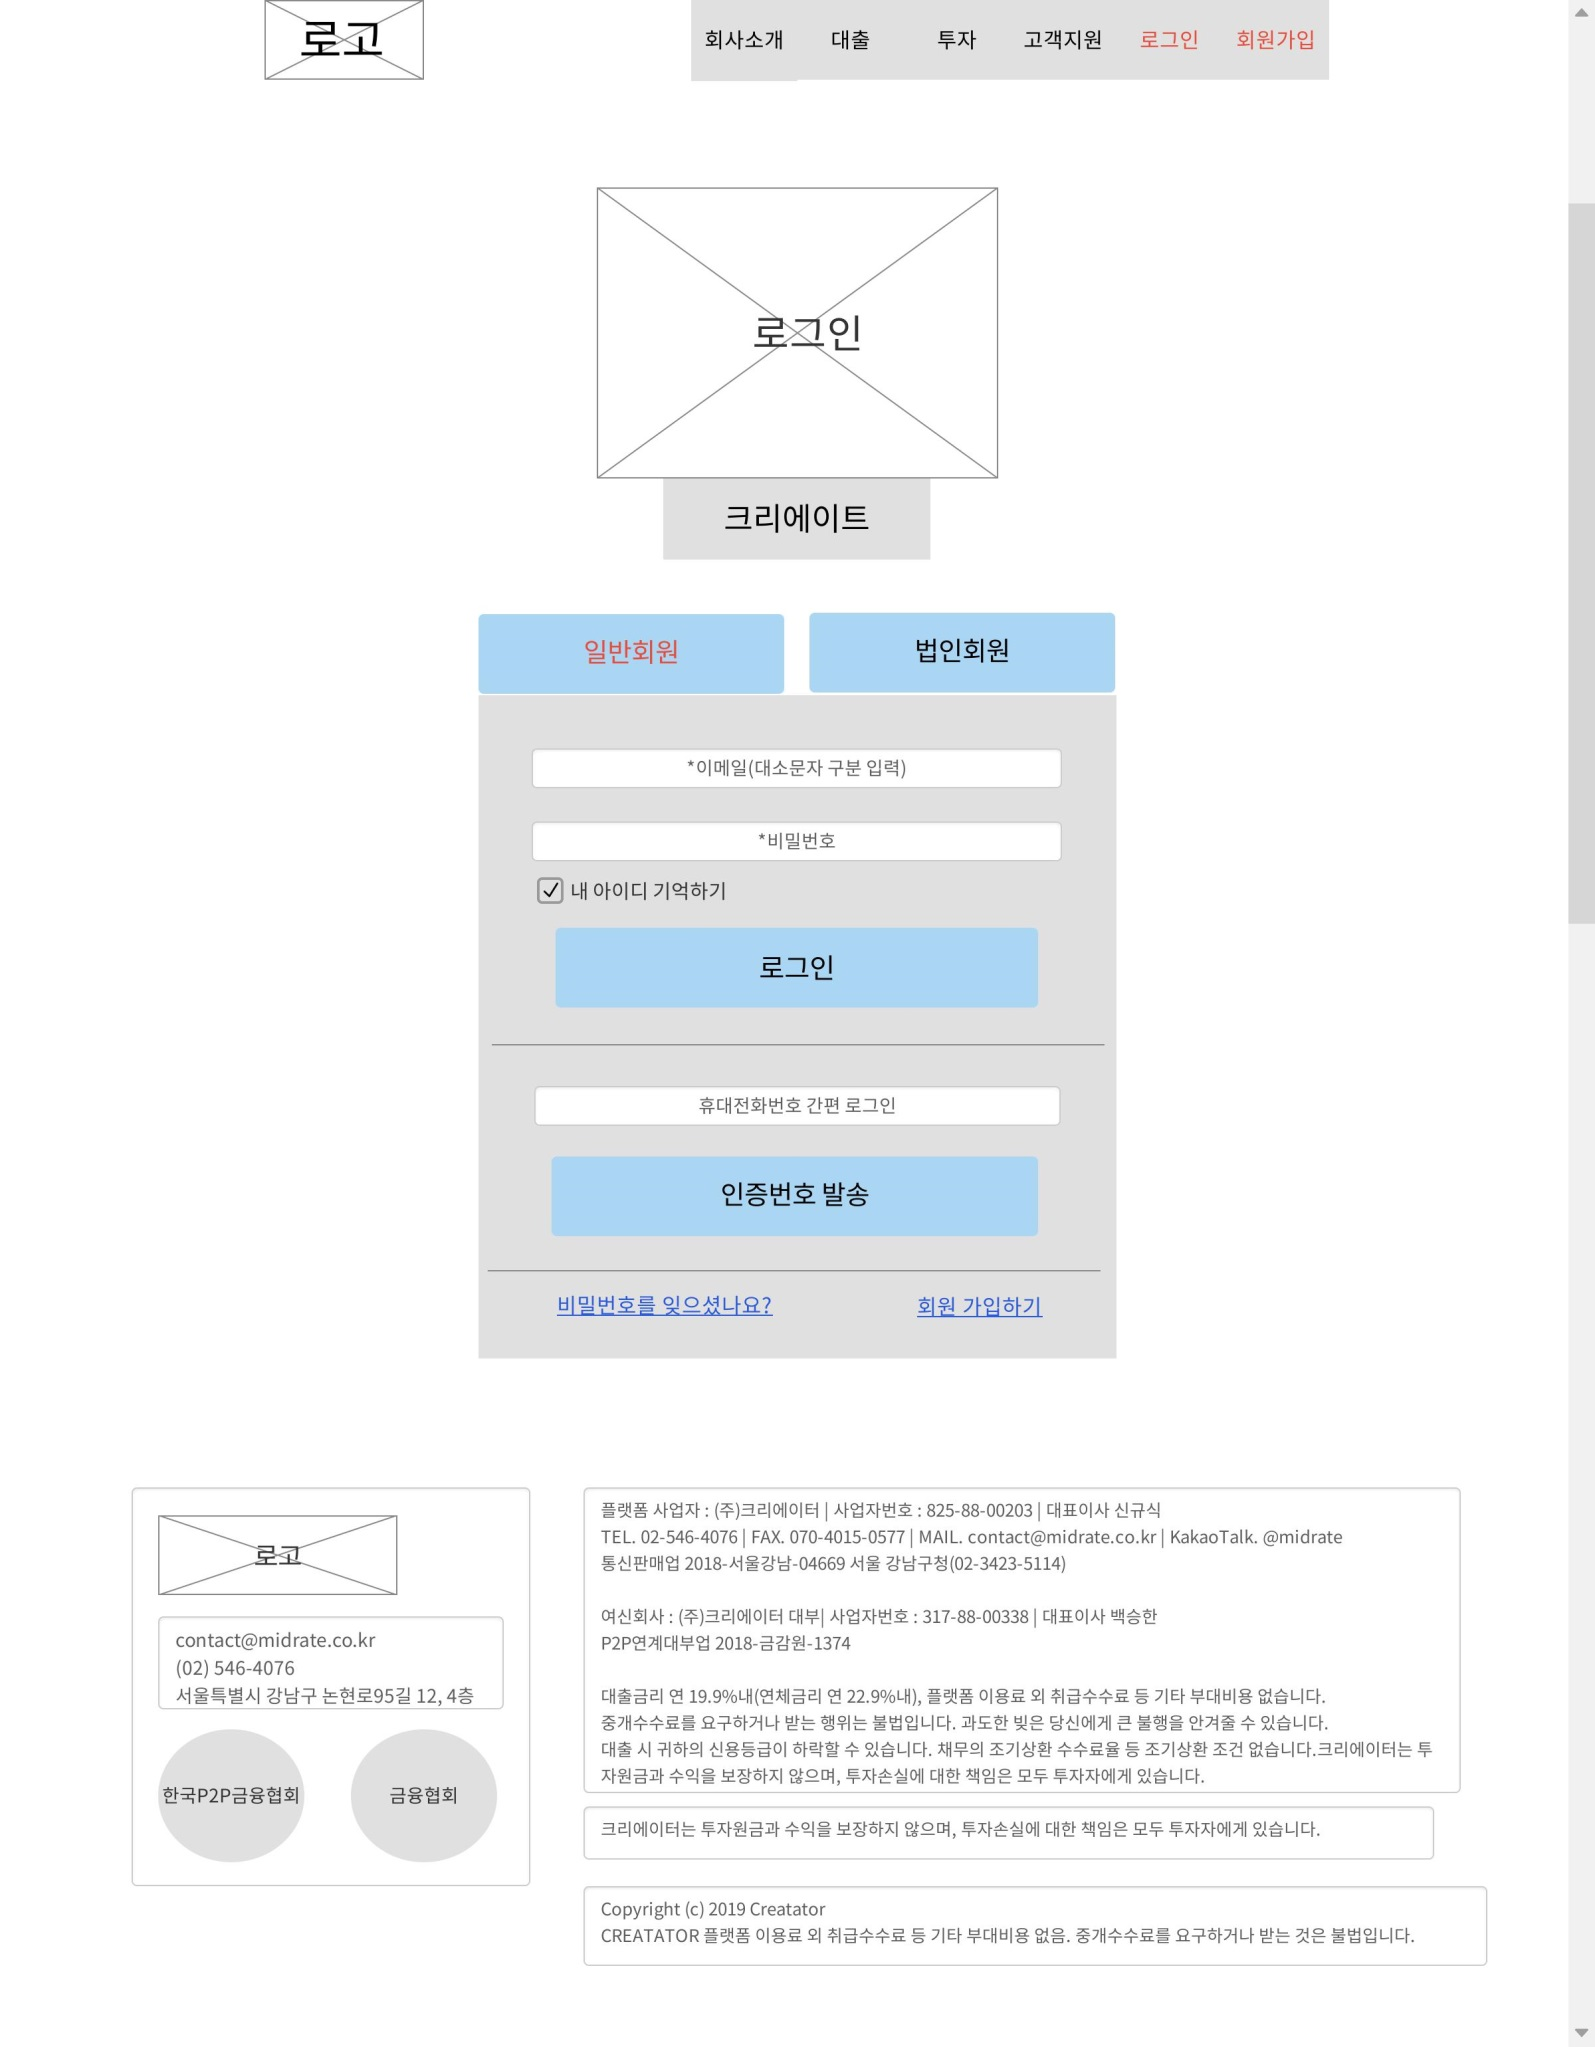 로고
회사소개 대출 투자 고객지원 로그인 회원가입
로그인
크리에이트
일반회원 법인회원
*이메일(대소문자 구분 입력)
*비밀번호
내 아이디 기억하기
로그인
휴대전화번호 간편 로그인
인증번호 발송
비밀번호를 잊으셨나요? 회원 가입하기
로고
contact@midrate.co.kr
(02) 546-4076
서울특별시 강남구 논현로95길 12, 4층
한국P2P금융협회 금융협회
플랫폼 사업자 : (주)크리에이터 | 사업자번호 : 825-88-00203 | 대표이사 신규식
TEL. 02-546-4076 | FAX. 070-4015-0577 | MAIL. contact@midrate.co.kr | KakaoTalk. @midrate
통신판매업 2018-서울강남-04669 서울 강남구청(02-3423-5114)
여신회사 : (주)크리에이터 대부| 사업자번호 : 317-88-00338 | 대표이사 백승한
P2P연계대부업 2018-금감원-1374
대출금리 연 19.9%내(연체금리 연 22.9%내), 플랫폼 이용료 외 취급수수료 등 기타 부대비용 없습니다.
중개수수료를 요구하거나 받는 행위는 불법입니다. 과도한 빚은 당신에게 큰 불행을 안겨줄 수 있습니다.
대출 시 귀하의 신용등급이 하락할 수 있습니다. 채무의 조기상환 수수료율 등 조기상환 조건 없습니다.크리에이터는 투
자원금과 수익을 보장하지 않으며, 투자손실에 대한 책임은 모두 투자자에게 있습니다.
크리에이터는 투자원금과 수익을 보장하지 않으며, 투자손실에 대한 책임은 모두 투자자에게 있습니다.
Copyright (c) 2019 Creatator
CREATATOR 플랫폼 이용료 외 취급수수료 등 기타 부대비용 없음. 중개수수료를 요구하거나 받는 것은 불법입니다.